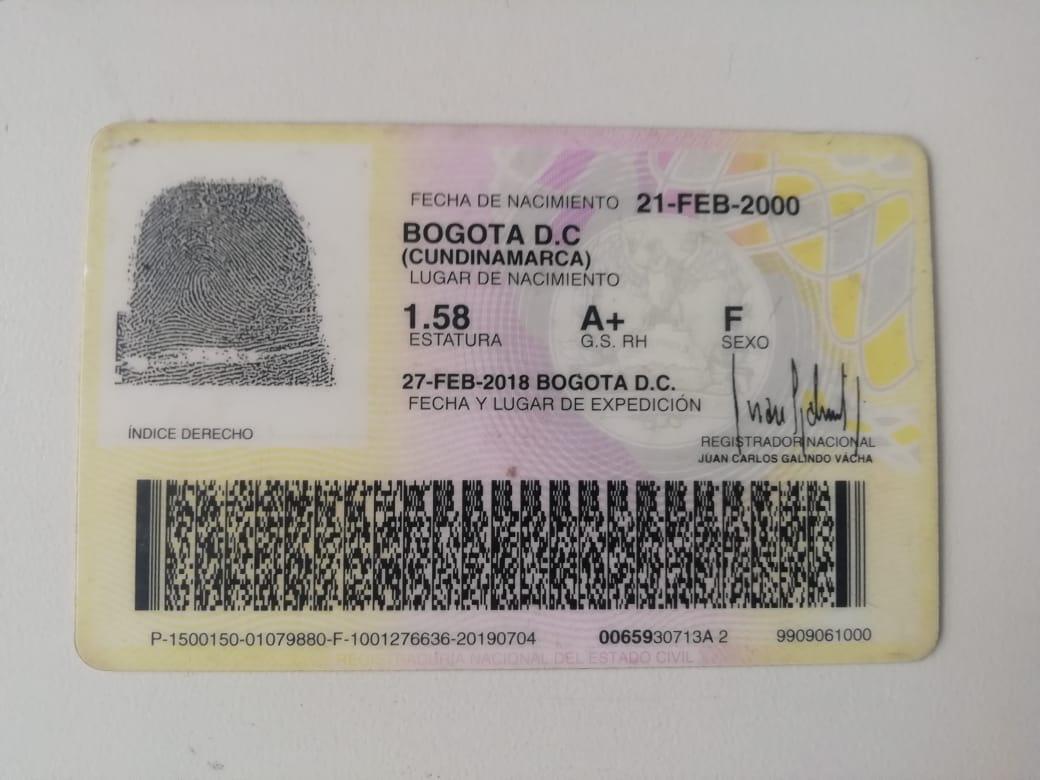 FECHA DE NACIMIENTO 21-FEB-2000
BOGOTA D.C
(CUNDINAMARCA)
LUGAR DE NACIMIENTO
1.58 A+ F
ESTATURA G.S. RH SEXO
27-FEB-2018 BOGOTA D.C.
FECHA Y LUGAR DE EXPEDICIÓN
ÍNDICE DERECHO
REGISTRADOR NACIONAL
JUAN CARLOS GALINDO VÁCHA
P-1500150-01079880-F-1001276636-20190704 0065930713A 2 9909061000
REGISTRADURIA NACIONAL DEL ESTADO CIVIL